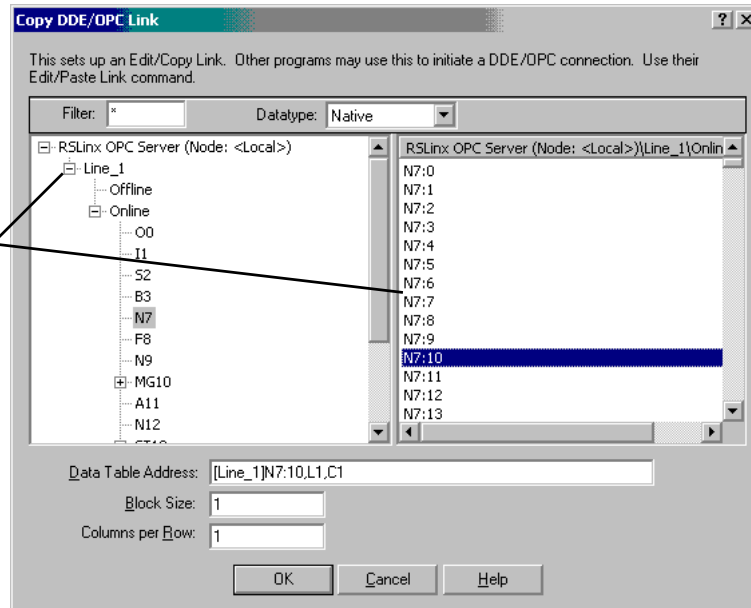 Copy DDE/OPC Link
This sets up an Edit/Copy Link. Other programs may use this to initiate a DDE/OPC connection. Use their
Edit/Paste Link command.
Filter: *
Datatype: Native
RSLinx OPC Server (Node: <Local>)
Line_1
Offline
Online
O0
I1
S2
B3
N7
F8
N9
MG10
A11
N12
RSLinx OPC Server (Node: <Local>)\Line_1\Onlin
N7:0
N7:1
N7:2
N7:3
N7:4
N7:5
N7:6
N7:7
N7:8
N7:9
N7:10
N7:11
N7:12
N7:13
Data Table Address: [Line_1]N7:10,L1,C1
Block Size: 1
Columns per Row: 1
OK Cancel Help